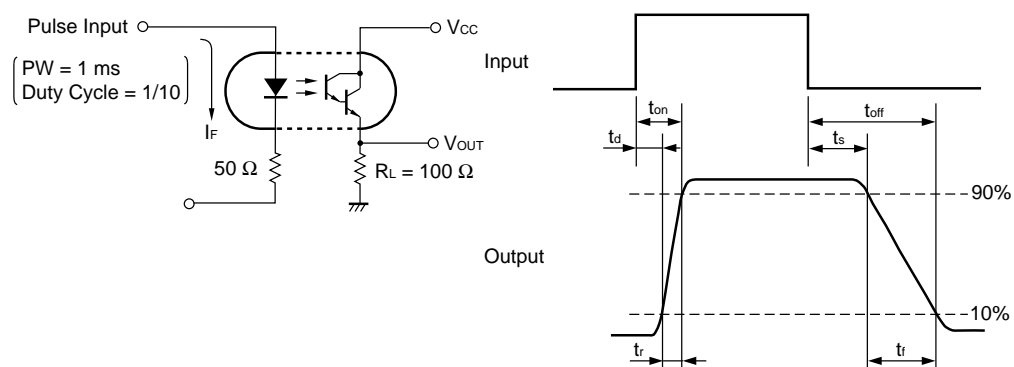 Pulse Input
PW = 1 ms
Duty Cycle = 1/10
IF
50 Ω
VCC
VOUT
RL = 100 Ω
Input
ton
toff
td
ts
90%
Output
10%
tr
tf